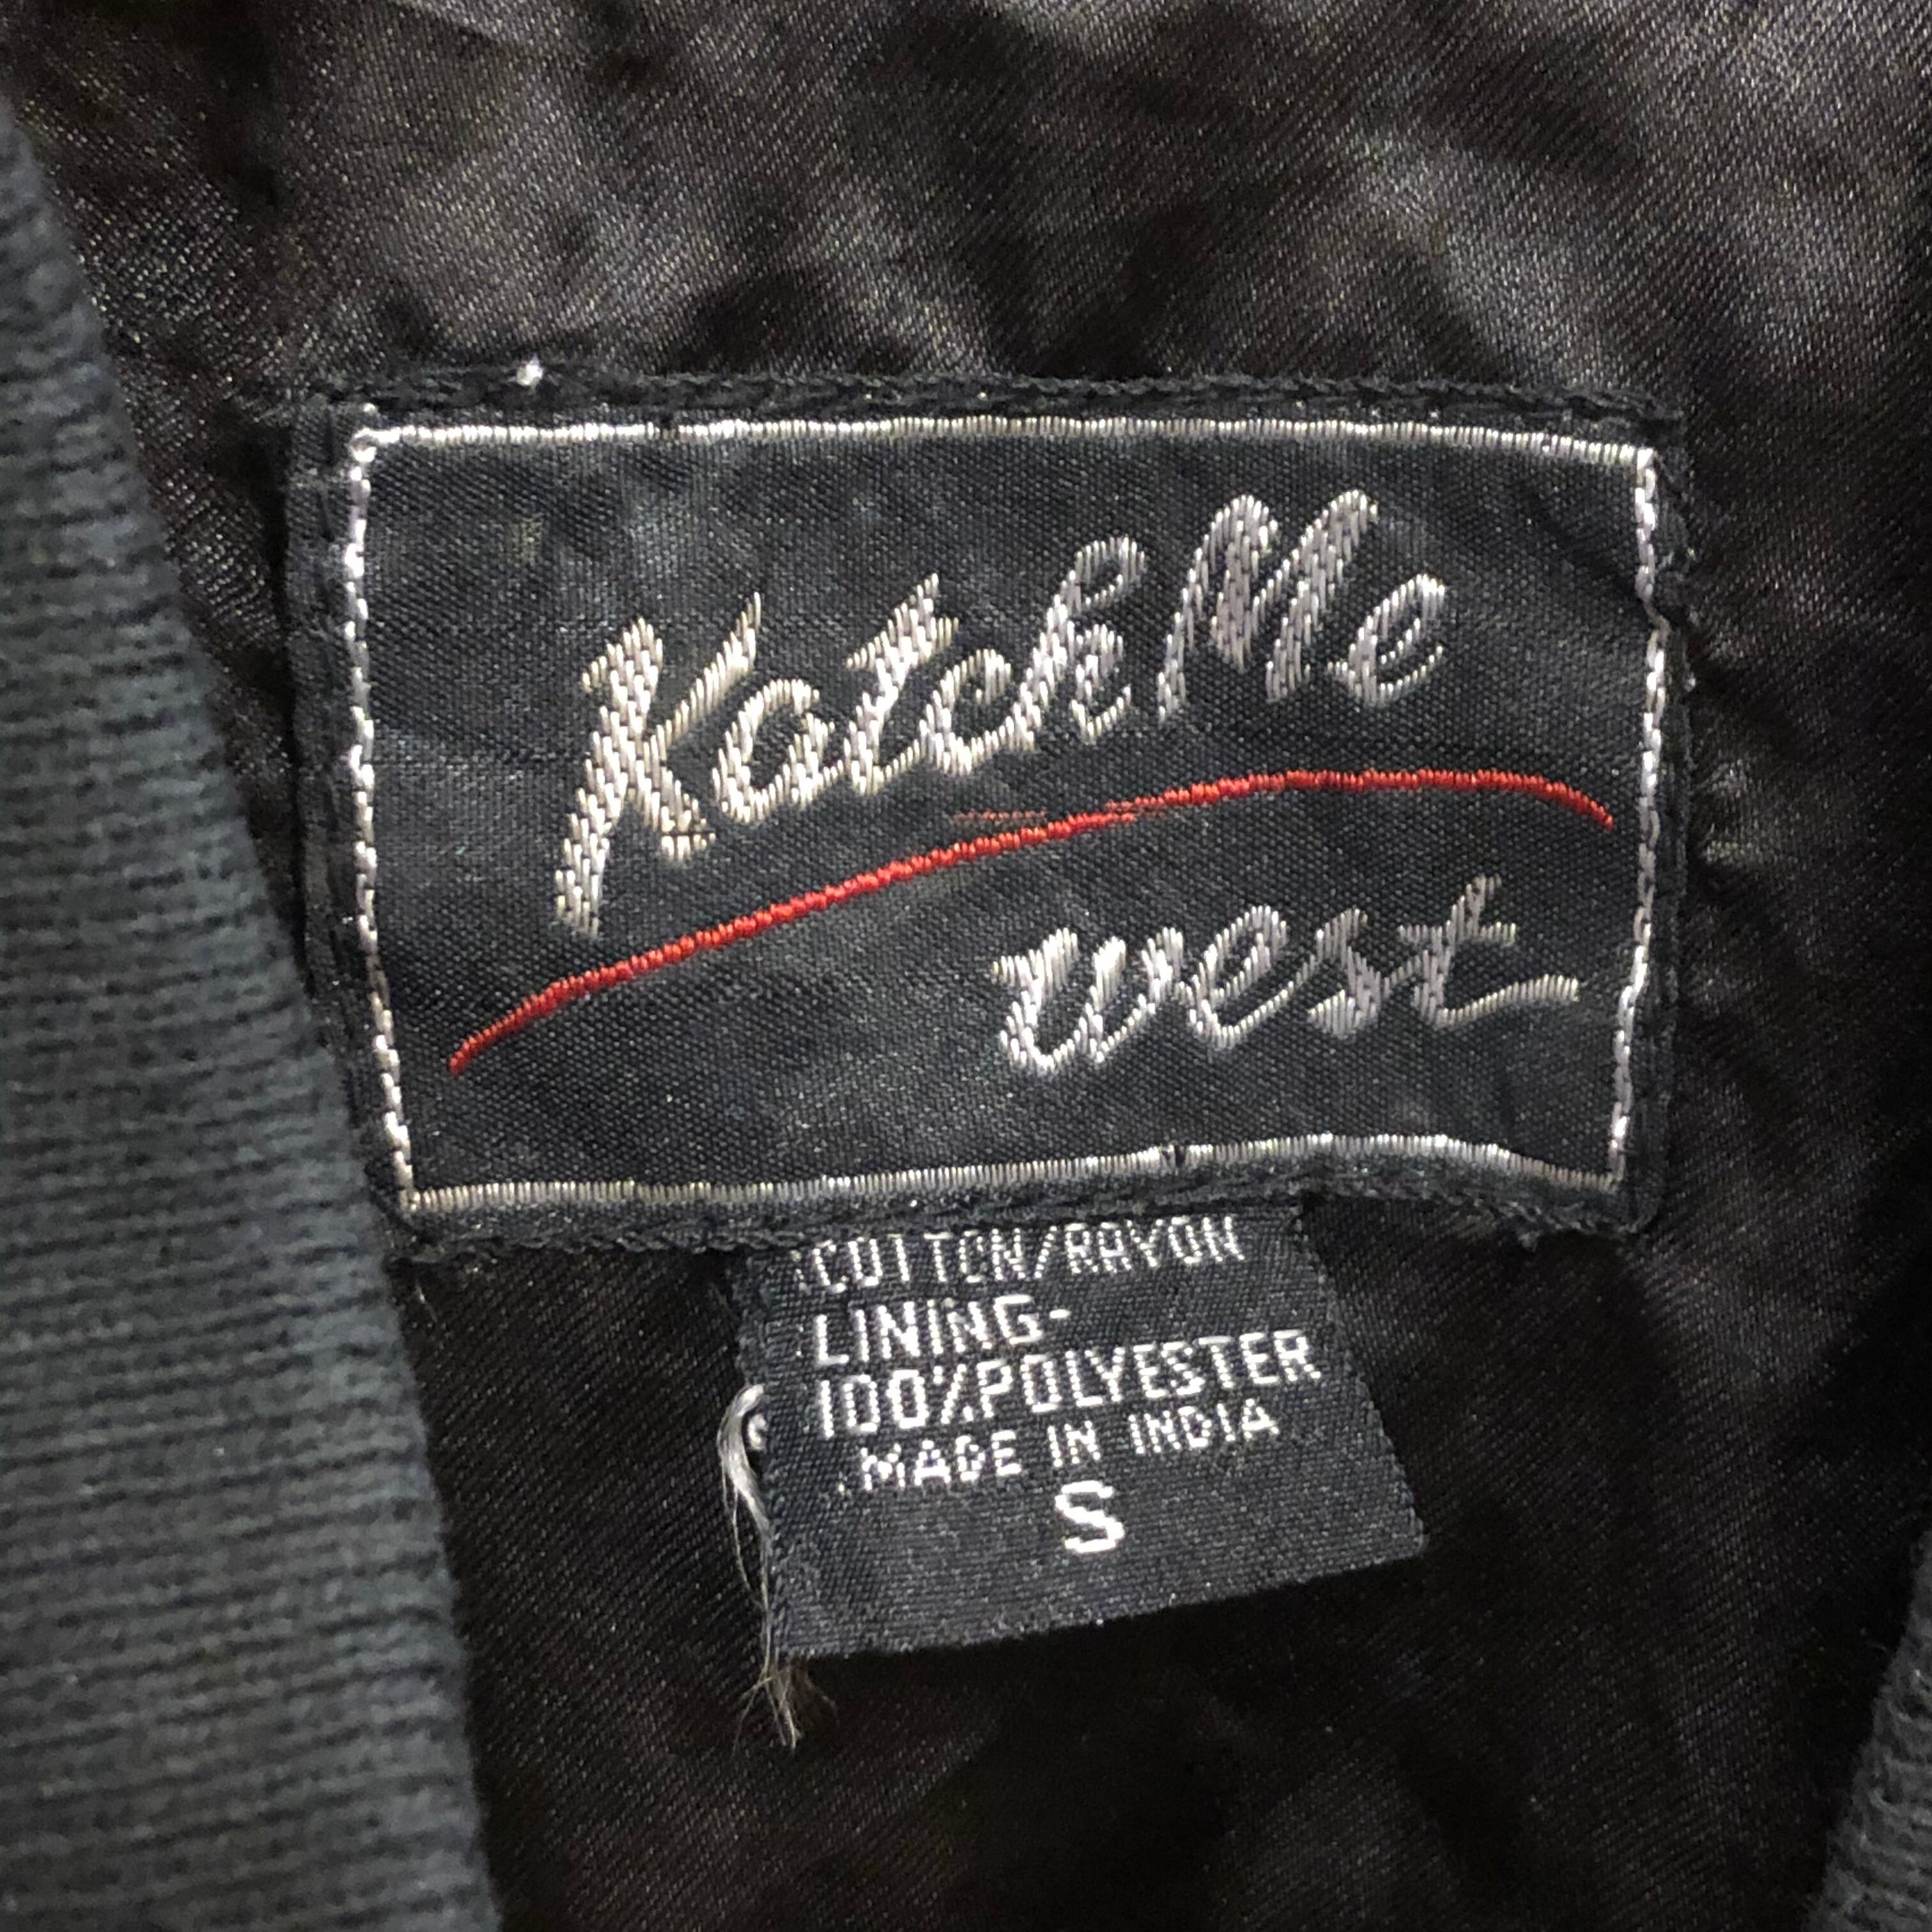 Katch Me
west
COTTON/RAYON
LINING-
100%POLYESTER
MADE IN INDIA
S